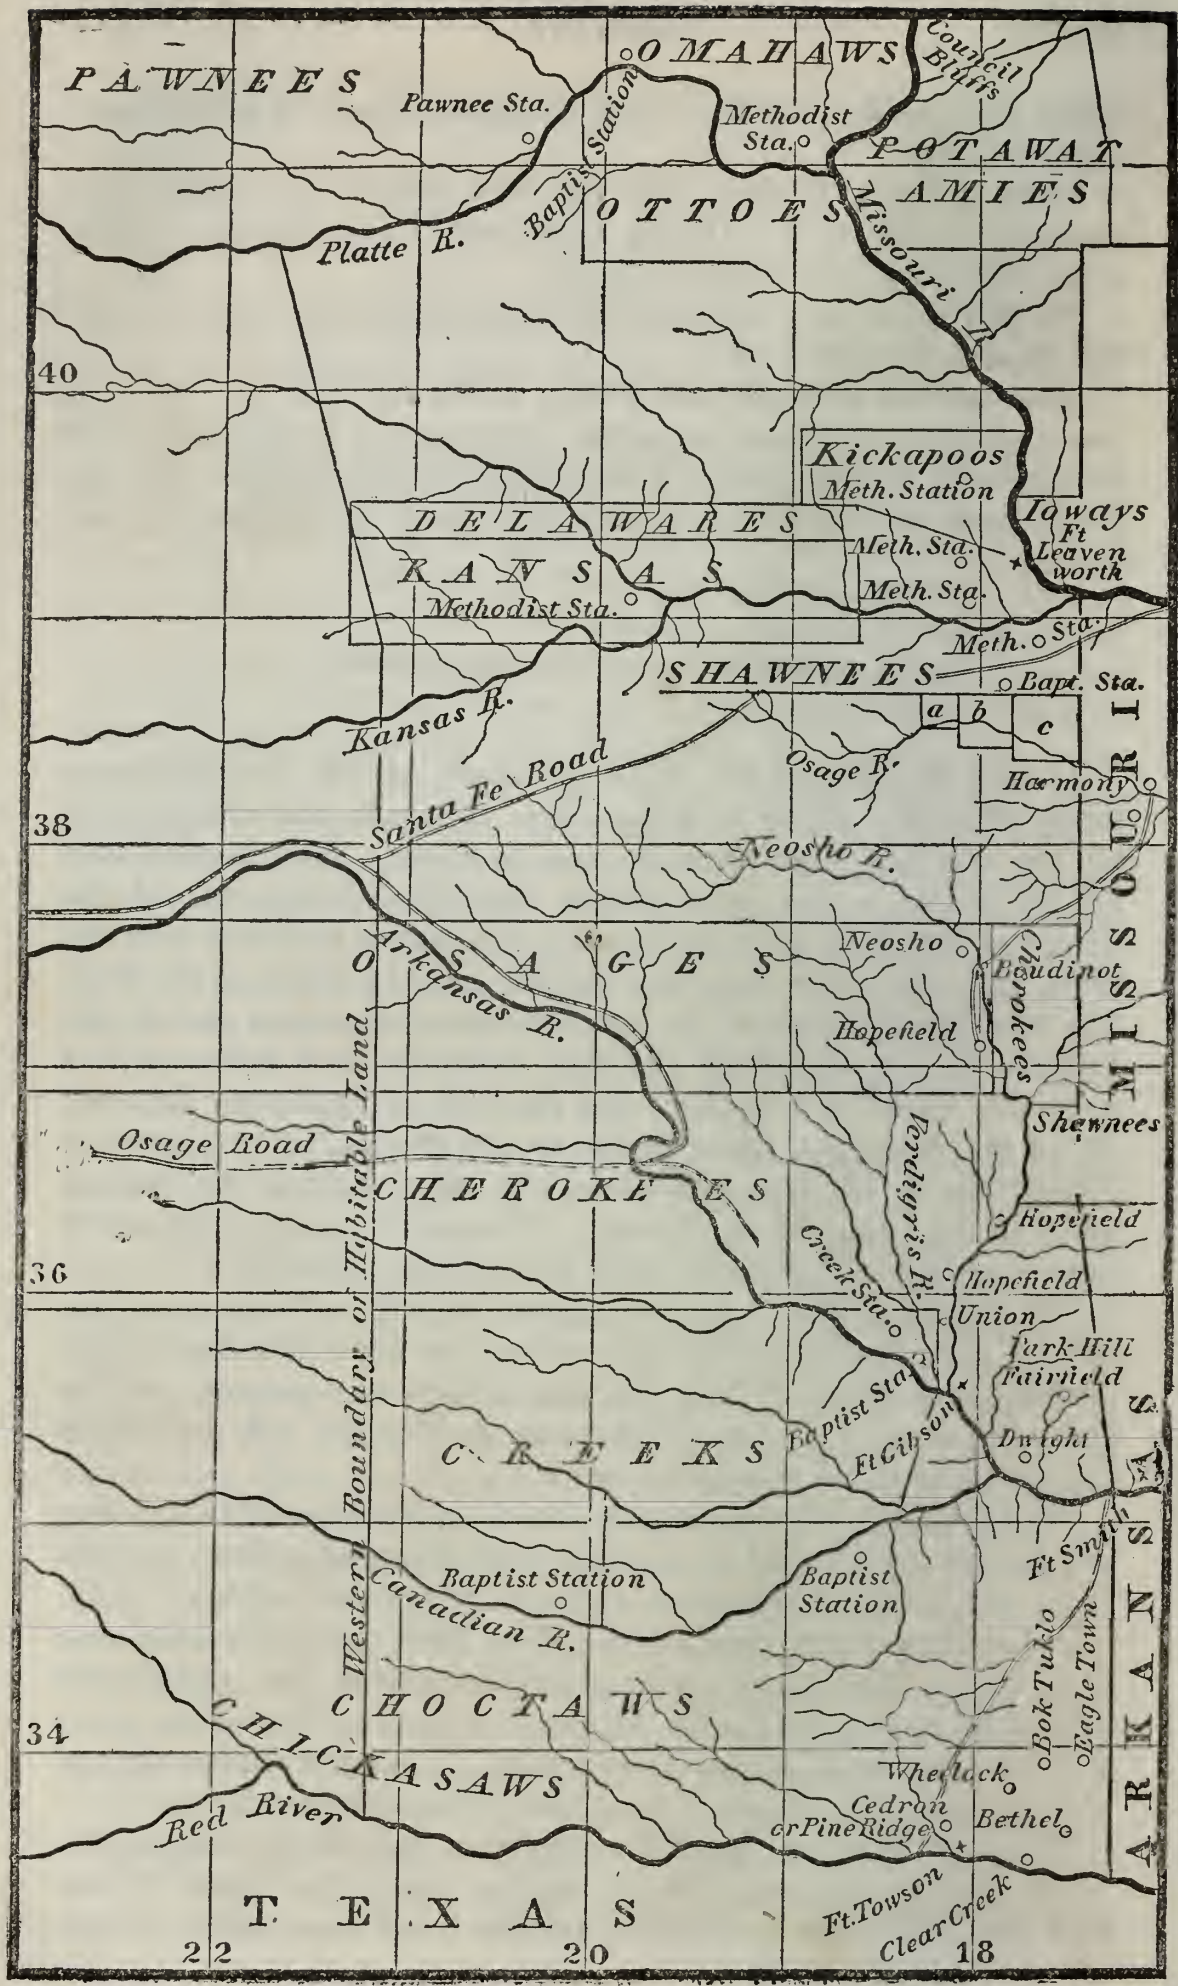 PAWNEES
OMAHAWS
Council
Bluffs
Pawnee Sta.
Baptist Station
Methodist
Sta.
POTAWAT
AMIES
OTTOES
Platte R.
Missouri R
40
Kickapoos
Meth. Station
Ioways
Ft
Leaven
worth
DELAWARES
Meth. Sta.
KANSAS
Methodist Sta.
Meth. Sta.
Meth. Sta.
SHAWNEES
Bapt. Sta.
a
b
c
Kansas R.
Osage R.
Harmony
Santa Fe Road
38
Neosho R.
MISSOURI
OSAGES
Neosho
Boudinot
Cherokees
Arkansas R.
Hopefield
Western Boundary of Habitable Land
Osage Road
Shawnees
CHEROKEES
Verdigris R.
Hopefield
Creek Sta.
36
Hopefield
Union
Park Hill
Fairfield
Baptist Sta.
Ft Gibson
CREEKS
Dwight
Ft Smith
ARKANSAS
Baptist Station
Baptist
Station
Canadian R.
Bok Tuklo
Eagle Town
CHOCTAWS
34
CHICKASAWS
Wheelock
Cedron
or Pine Ridge
Bethel
Red River
Ft. Towson
Clear Creek
TEXAS
22
20
18